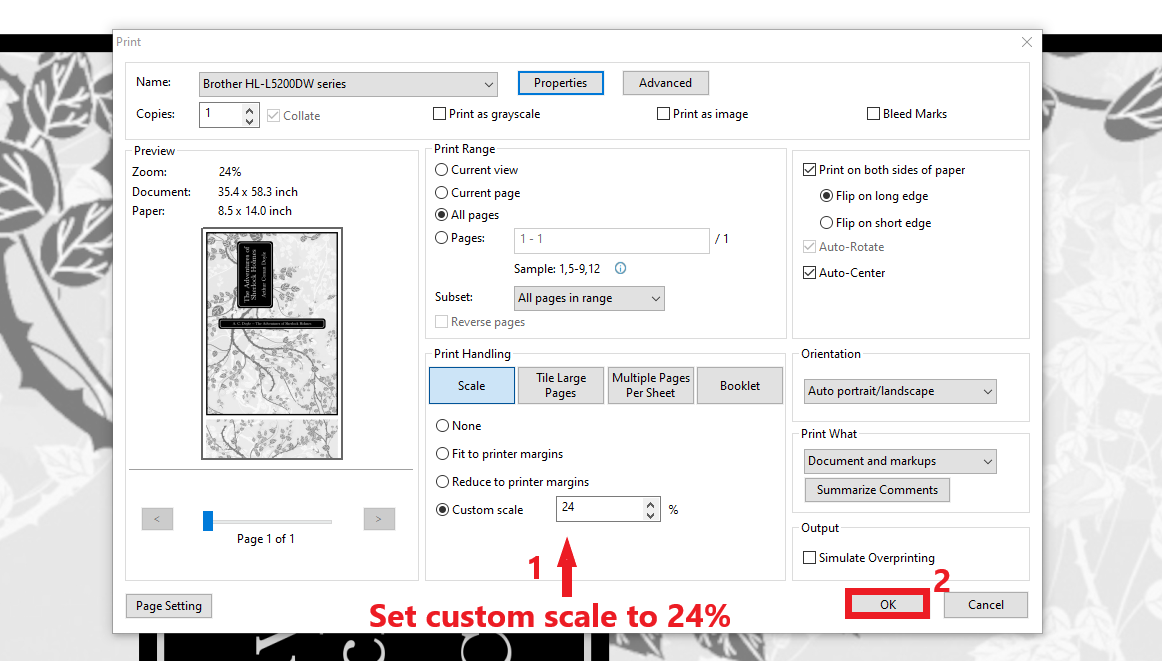 Print
Name: Brother HL-L5200DW series Properties Advanced
Copies: 1 Collate Print as grayscale Print as image Bleed Marks
Preview
Zoom: 24%
Document: 35.4 x 58.3 inch
Paper: 8.5 x 14.0 inch
The Adventures of
Sherlock Holmes
Arthur Conan Doyle
A. C. Doyle - The Adventures of Sherlock Holmes
< >
Page 1 of 1
Page Setting
Print Range
Current view
Current page
All pages
Pages: 1 - 1 / 1
Sample: 1,5-9,12
Subset: All pages in range
Reverse pages
Print Handling
Scale
Tile Large
Pages
Multiple Pages
Per Sheet
Booklet
None
Fit to printer margins
Reduce to printer margins
Custom scale 24 %
1
Set custom scale to 24%
Print on both sides of paper
Flip on long edge
Flip on short edge
Auto-Rotate
Auto-Center
Orientation
Auto portrait/landscape
Print What
Document and markups
Summarize Comments
Output
Simulate Overprinting
2
OK Cancel